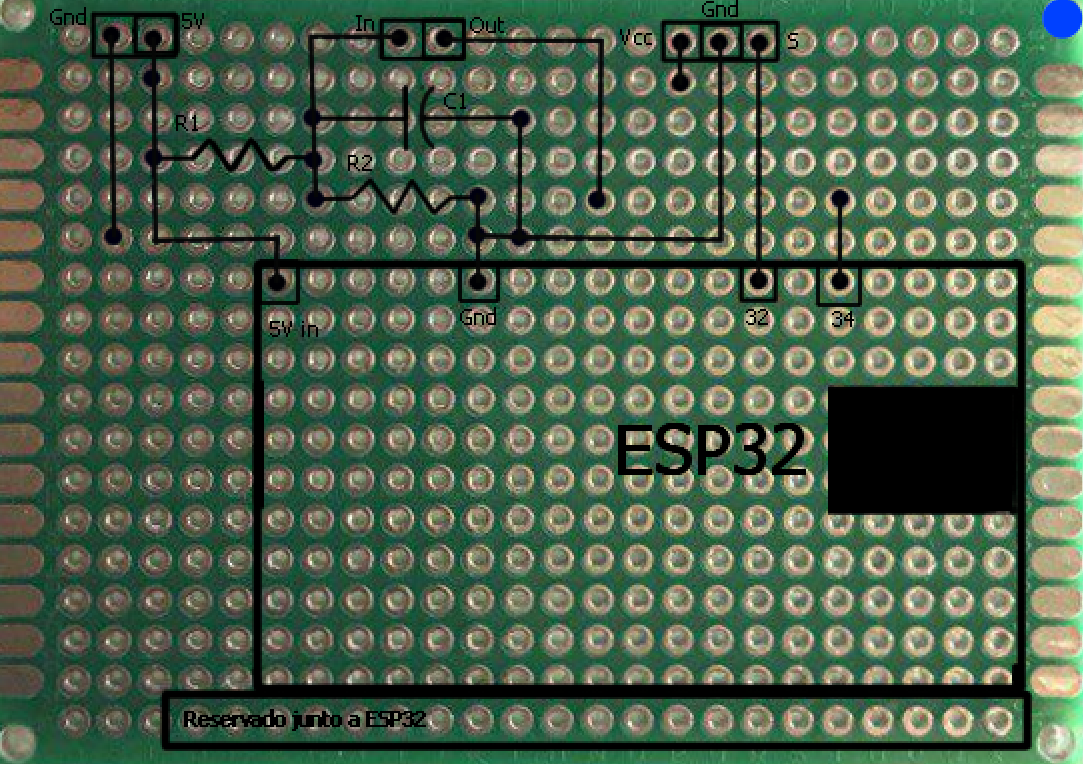 Gnd 5V In Out Vcc Gnd S
C1
R1
R2
5V in Gnd 32 34
ESP32
Reservado junto a ESP32